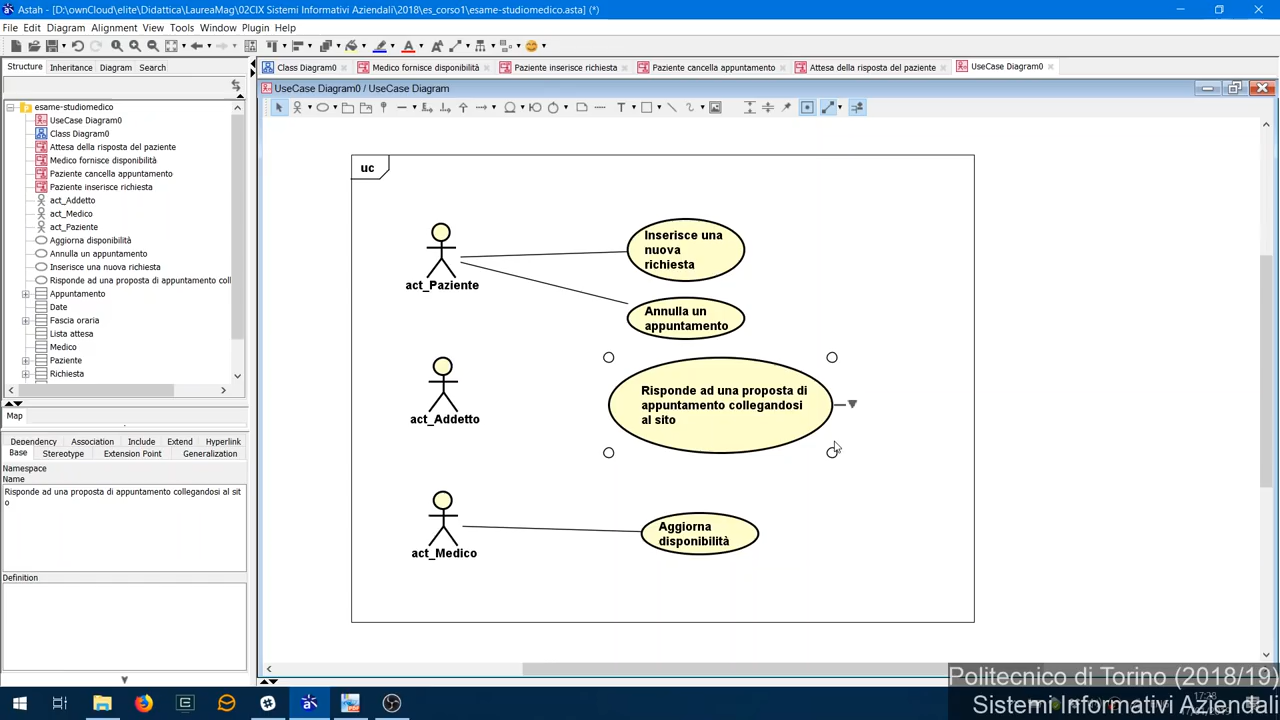 Astah - [D:\ownCloud\elite\Didattica\LaureaMag\02CIX Sistemi Informativi Aziendali\2018\es_corso1\esame-studiomedico.asta] (*)
File Edit Diagram Alignment View Tools Window Plugin Help
Structure Inheritance Diagram Search
Class Diagram0 Medico fornisce disponibilità Paziente inserisce richiesta Paziente cancella appuntamento Attesa della risposta del paziente UseCase Diagram0
UseCase Diagram0 / UseCase Diagram
esame-studiomedico
UseCase Diagram0
Class Diagram0
Attesa della risposta del paziente
Medico fornisce disponibilità
Paziente cancella appuntamento
Paziente inserisce richiesta
act_Addetto
act_Medico
act_Paziente
Aggiorna disponibilità
Annulla un appuntamento
Inserisce una nuova richiesta
Risponde ad una proposta di appuntamento coll
Appuntamento
Date
Fascia oraria
Lista attesa
Medico
Paziente
Richiesta
Map
Dependency Association Include Extend Hyperlink
Base Stereotype Extension Point Generalization
Namespace
Name
Risponde ad una proposta di appuntamento collegandosi al sit
o
Definition
uc
act_Paziente
Inserisce una
nuova
richiesta
Annulla un
appuntamento
act_Addetto
Risponde ad una proposta di
appuntamento collegandosi
al sito
act_Medico
Aggiorna
disponibilità
Politecnico di Torino (2018/19)
Sistemi Informativi Aziendali
17:28